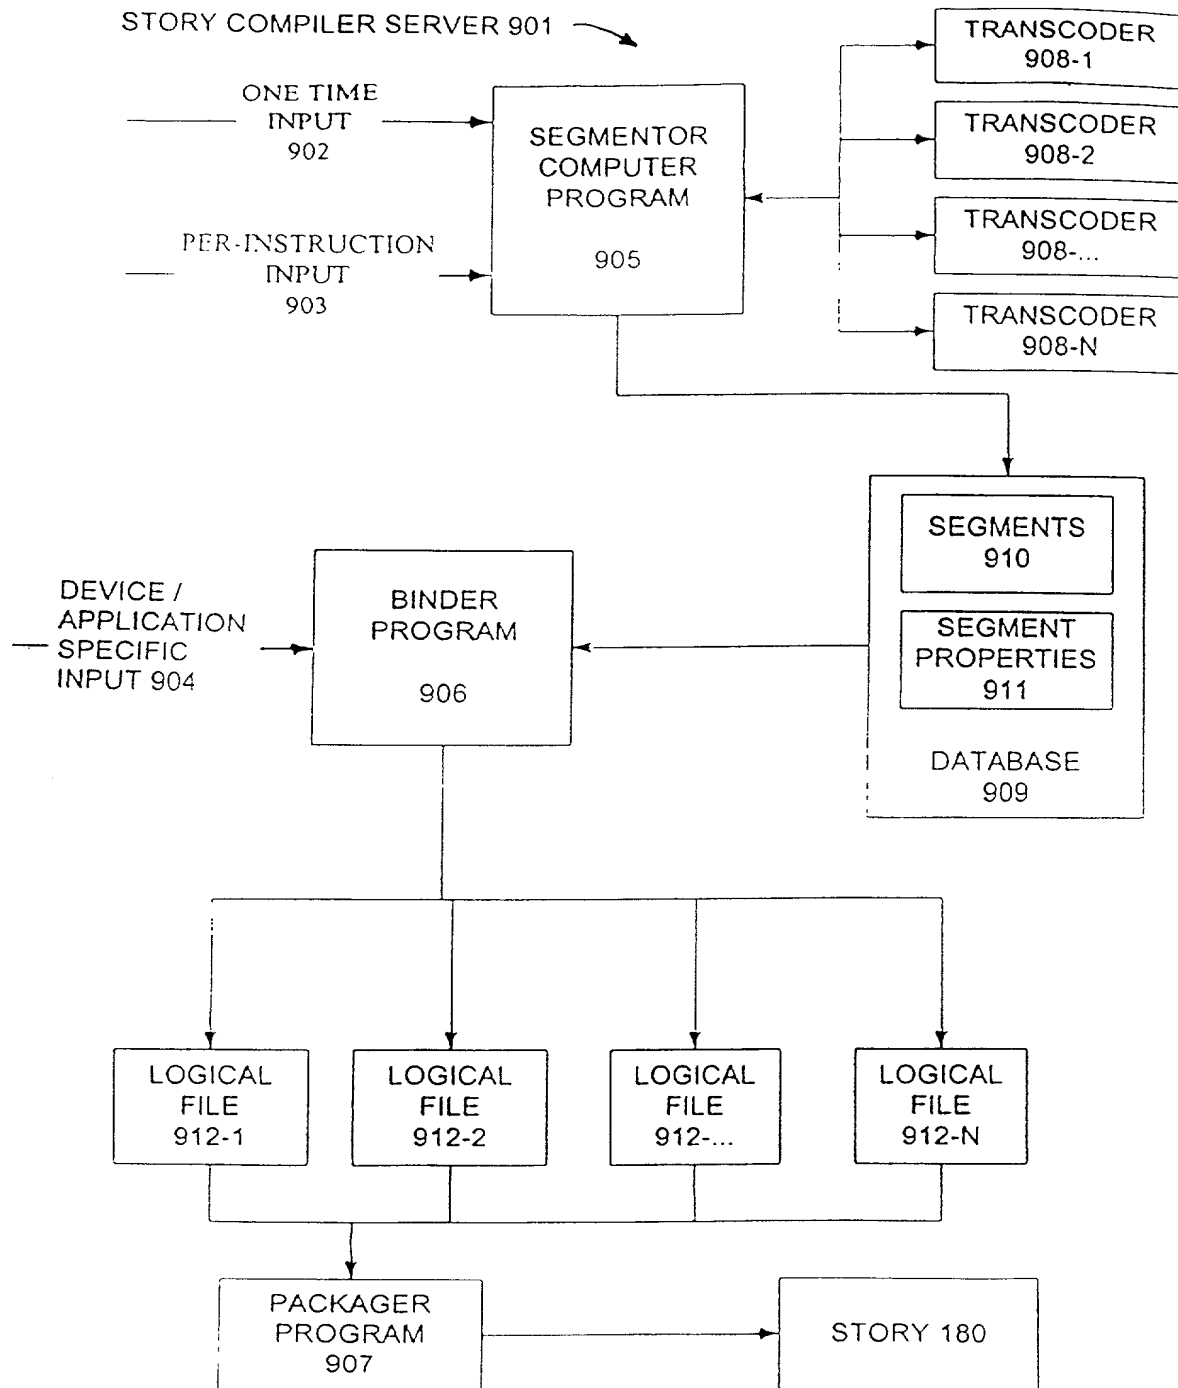 STORY COMPILER SERVER 901
ONE TIME
INPUT
902
PER-INSTRUCTION
INPUT
903
SEGMENTOR
COMPUTER
PROGRAM
905
TRANSCODER
908-1
TRANSCODER
908-2
TRANSCODER
908-...
TRANSCODER
908-N
SEGMENTS
910
SEGMENT
PROPERTIES
911
DATABASE
909
DEVICE /
APPLICATION
SPECIFIC
INPUT 904
BINDER
PROGRAM
906
LOGICAL
FILE
912-1
LOGICAL
FILE
912-2
LOGICAL
FILE
912-...
LOGICAL
FILE
912-N
PACKAGER
PROGRAM
907
STORY 180